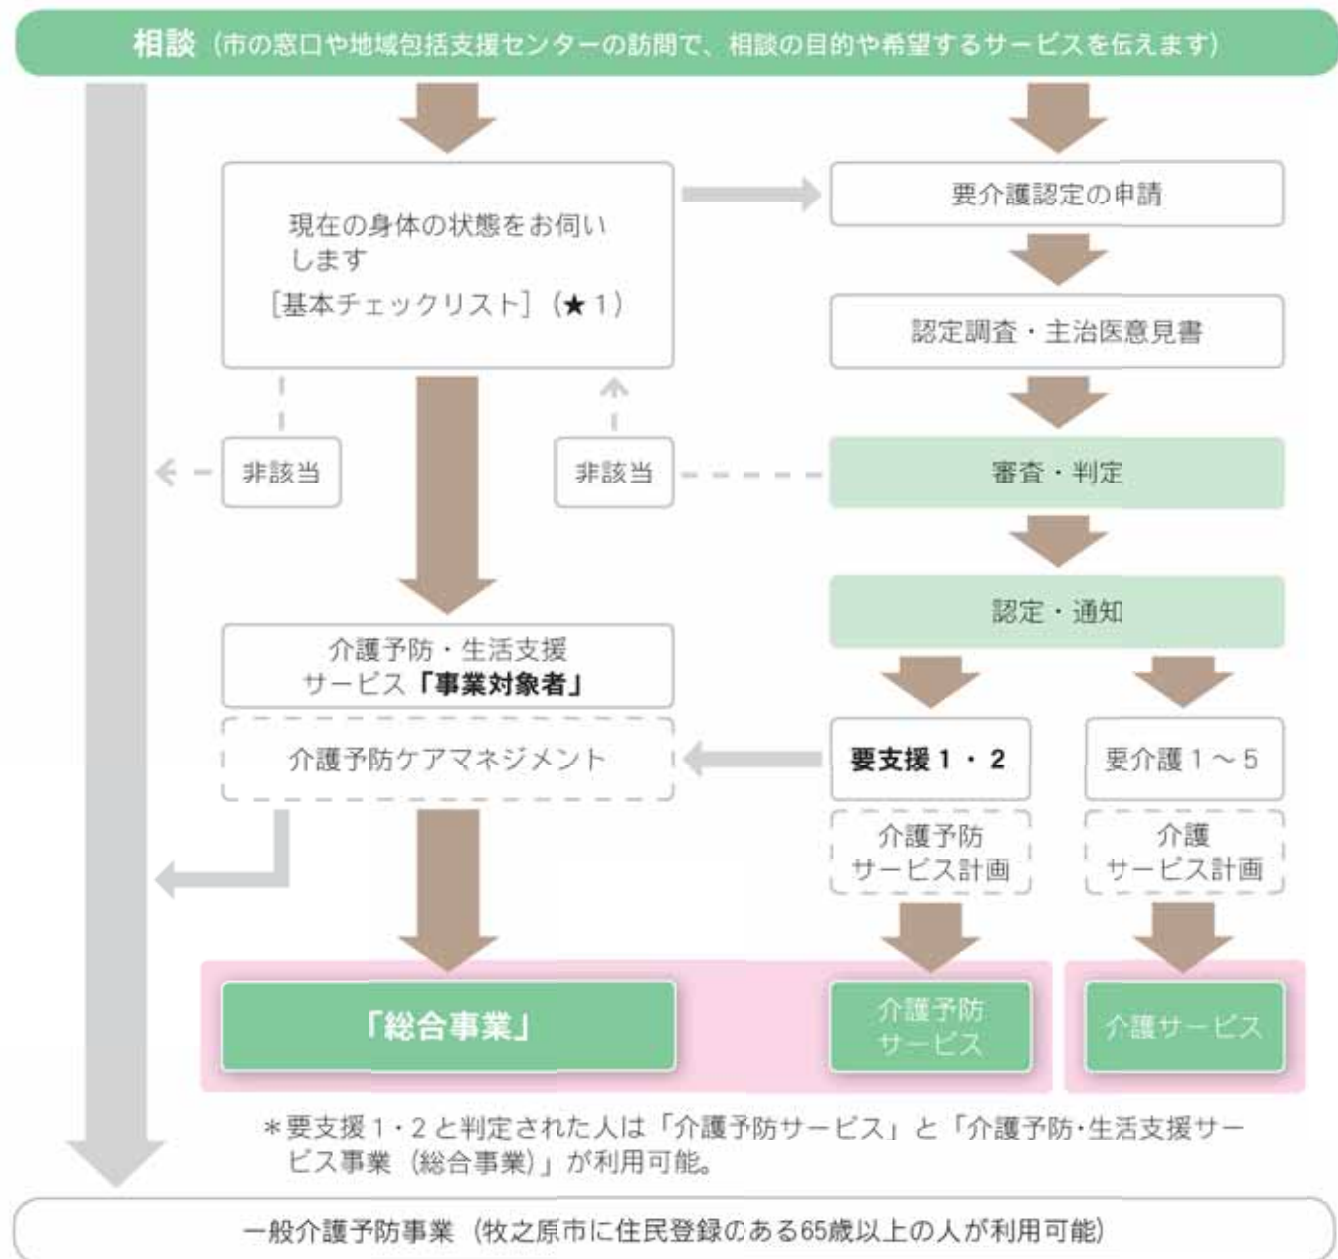 相談（市の窓口や地域包括支援センターの訪問で、相談の目的や希望するサービスを伝えます）
現在の身体の状態をお伺い
します
［基本チェックリスト］（★１）
要介護認定の申請
認定調査・主治医意見書
非該当
非該当
審査・判定
認定・通知
介護予防・生活支援
サービス「事業対象者」
介護予防ケアマネジメント
要支援１・２
要介護１～５
介護予防
サービス計画
介護
サービス計画
「総合事業」
介護予防
サービス
介護サービス
＊要支援１・２と判定された人は「介護予防サービス」と「介護予防・生活支援サー
ビス事業（総合事業）」が利用可能。
一般介護予防事業（牧之原市に住民登録のある65歳以上の人が利用可能）